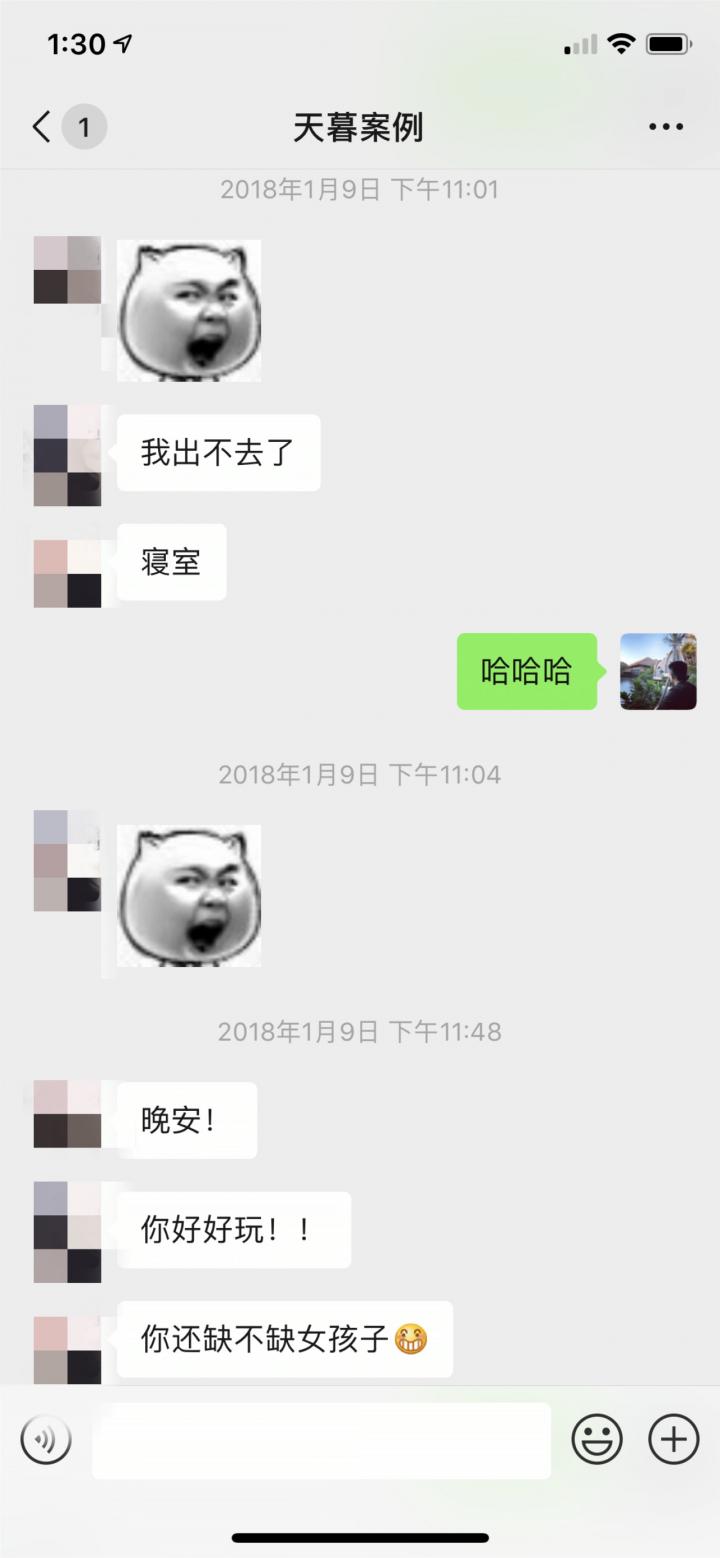 1:30
1
天暮案例
2018年1月9日 下午11:01
我出不去了
寝室
哈哈哈
2018年1月9日 下午11:04
2018年1月9日 下午11:48
晚安！
你好好玩！！
你还缺不缺女孩子😁